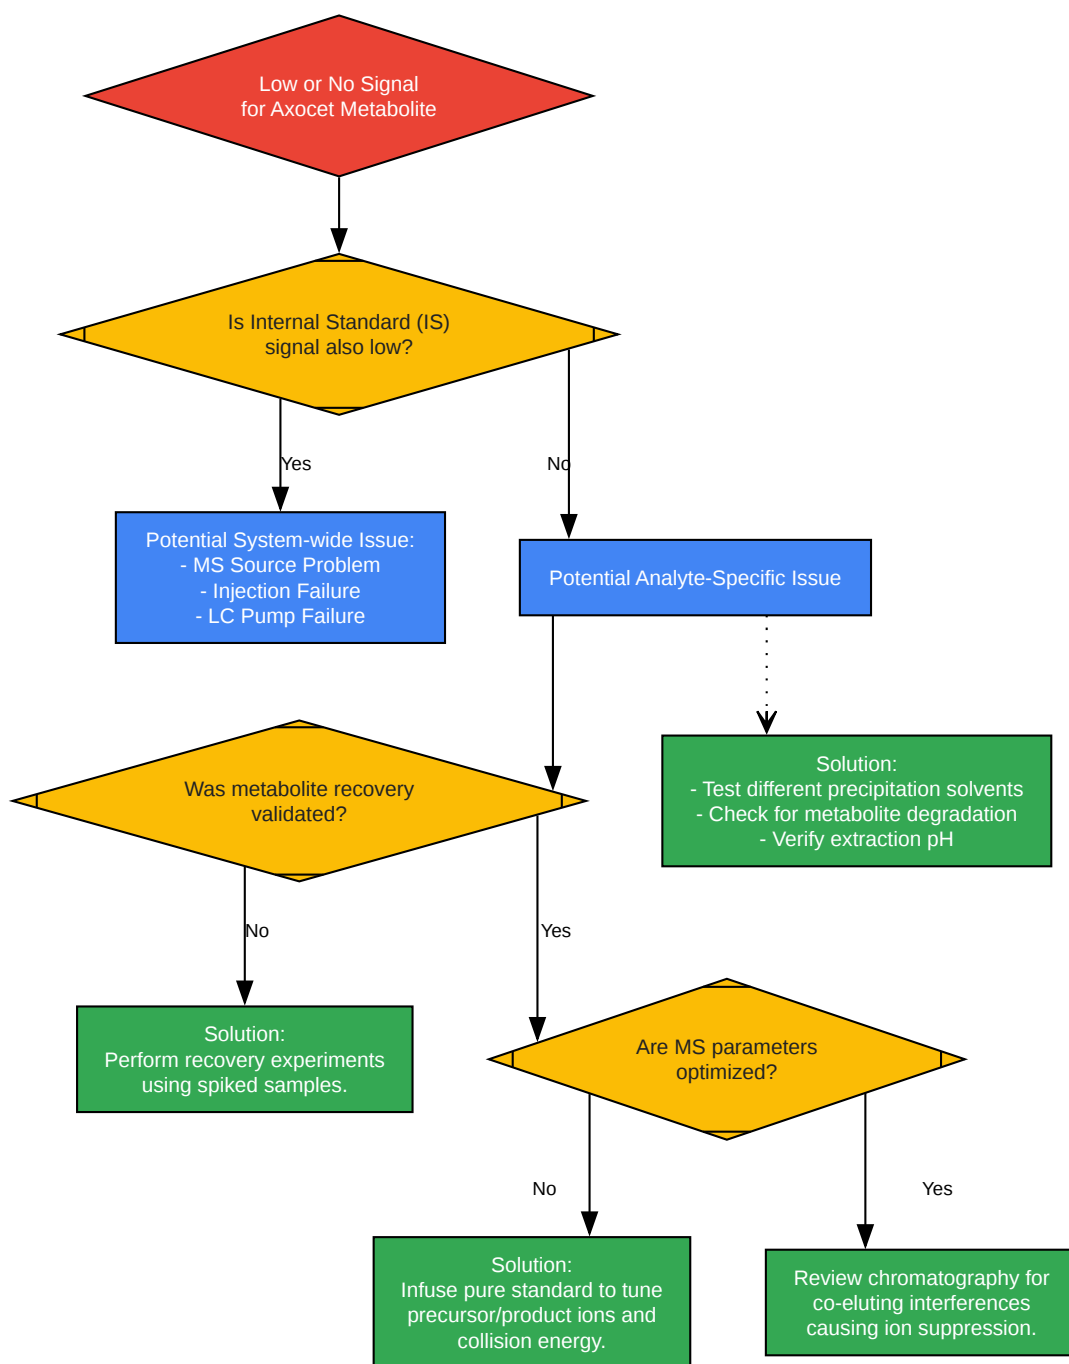 Low or No Signal
for Axocet Metabolite
Is Internal Standard (IS)
signal also low?
Yes
No
Potential System-wide Issue:
- MS Source Problem
- Injection Failure
- LC Pump Failure
Potential Analyte-Specific Issue
Was metabolite recovery
validated?
Solution:
- Test different precipitation solvents
- Check for metabolite degradation
- Verify extraction pH
No
Yes
Solution:
Perform recovery experiments
using spiked samples.
Are MS parameters
optimized?
No
Yes
Solution:
Infuse pure standard to tune
precursor/product ions and
collision energy.
Review chromatography for
co-eluting interferences
causing ion suppression.